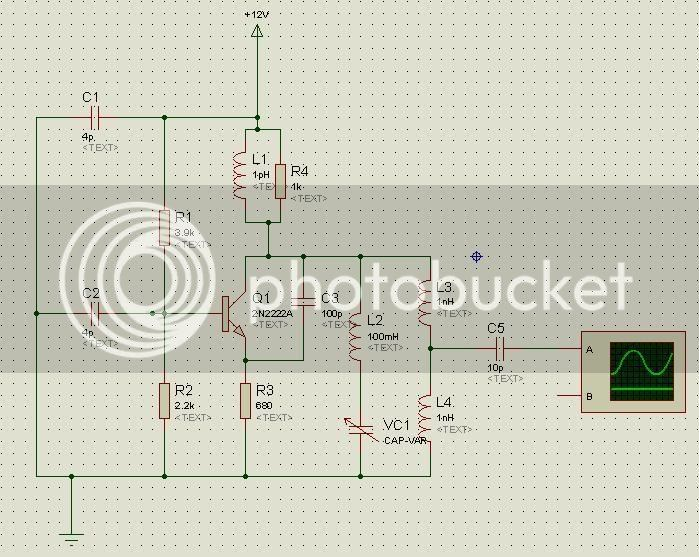 +12V
C1
4p
<TEXT>
L1
1pH
<TE
R4
1k
<TEXT>
R1
3.9k
<TEXT>
photobucket
C2
4p
<TEXT>
Q1
2N2222A
<TEXT>
C3
100p
<TEXT>
L2
100mH
<TEXT>
L3
1nH
<TEXT>
C5
10p
<TEXT>
A
B
R2
2.2k
<TEXT>
R3
680
<TEXT>
VC1
CAP-VAR
L4
1nH
<TEXT>